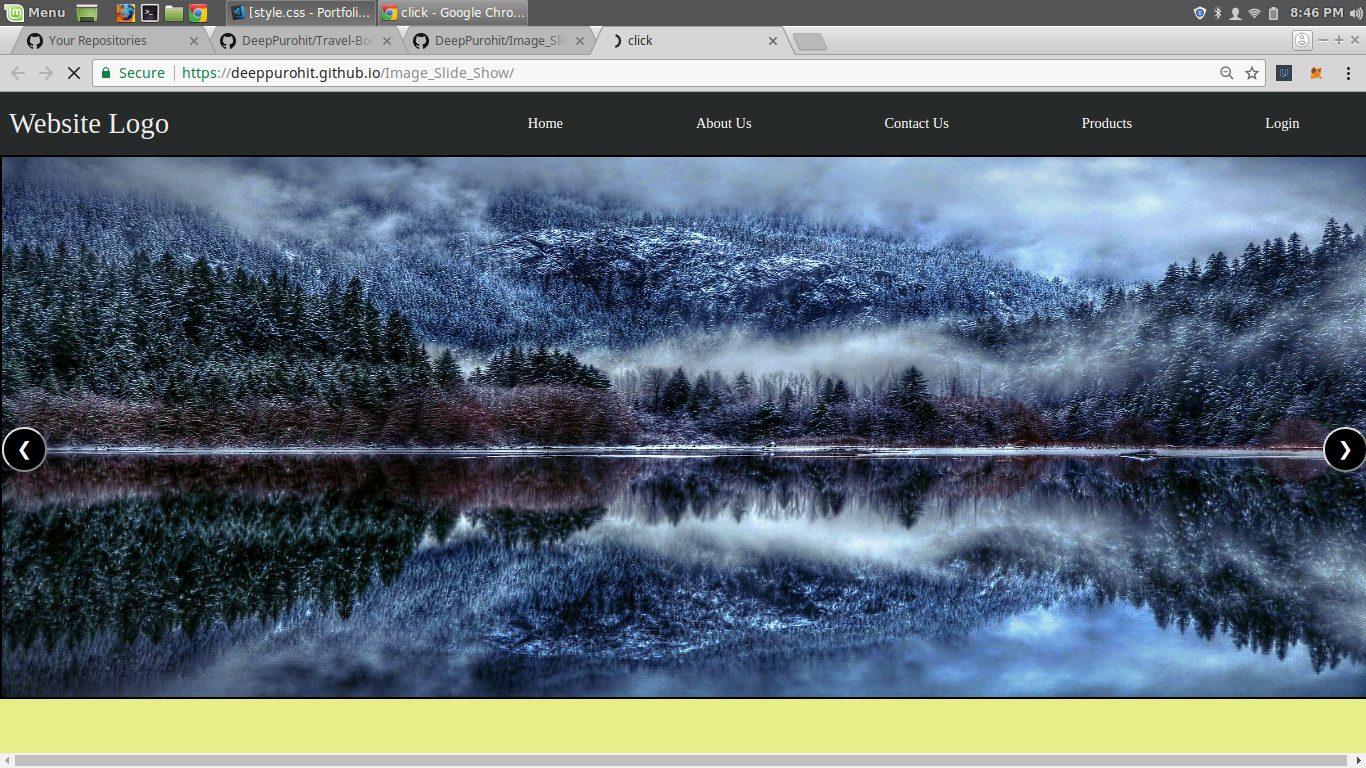 Menu
[style.css - Portfoli...
click - Google Chro...
8:46 PM
Your Repositories
DeepPurohit/Travel-Bo
DeepPurohit/Image_Sli
click
Secure
https://deeppurohit.github.io/Image_Slide_Show/
Website Logo
Home
About Us
Contact Us
Products
Login